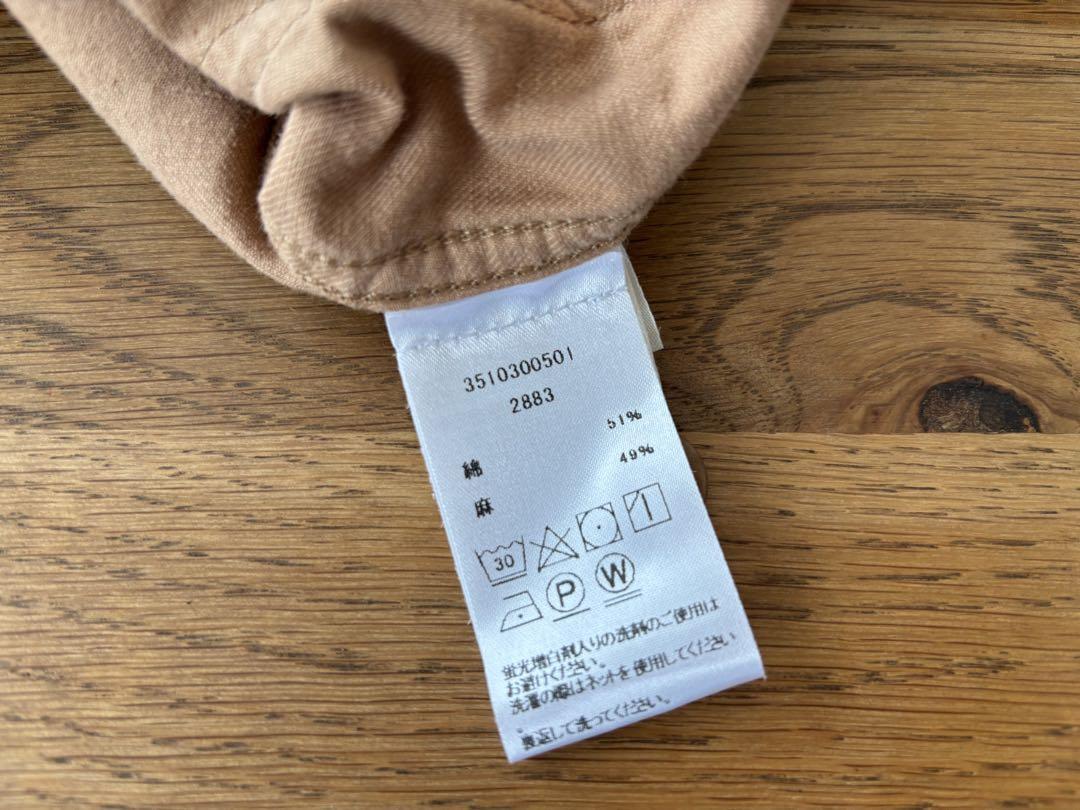 3510300501
2883
綿 51%
麻 49%
30
P W
蛍光増白剤入りの洗剤のご使用は
お避けください。
洗濯の際はネットを使用してください
。
裏返して洗ってください。